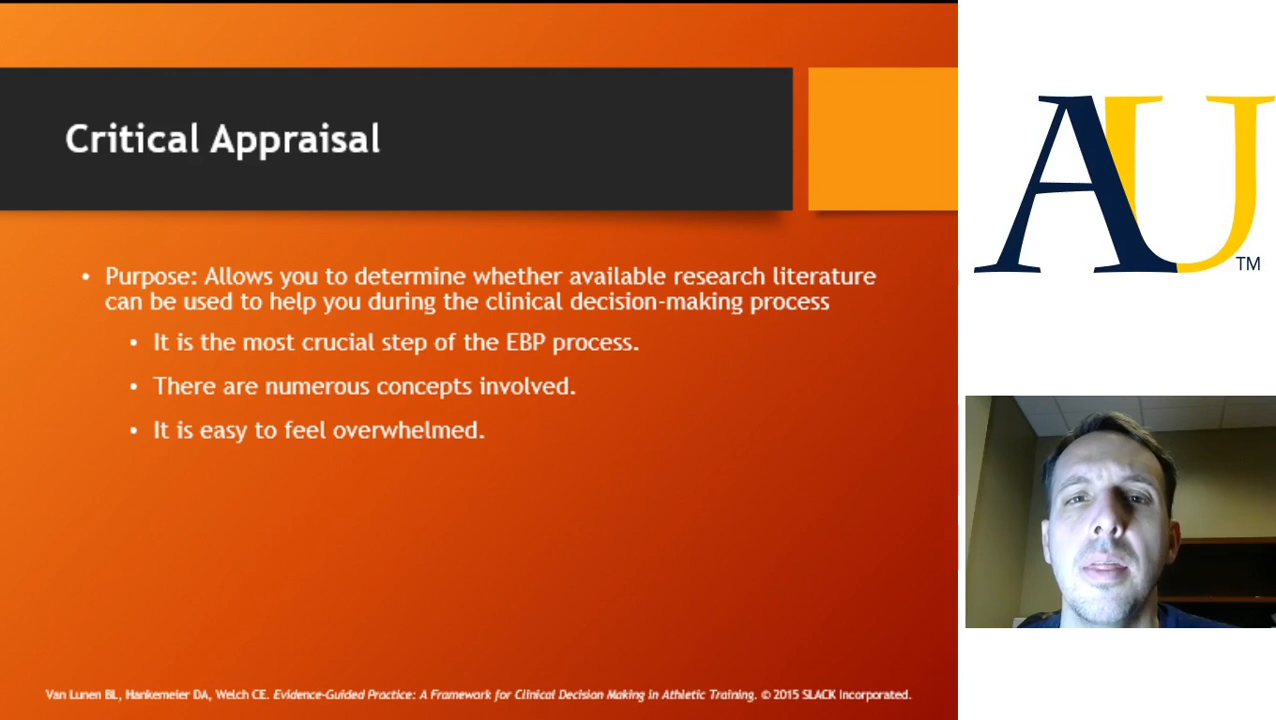 Critical Appraisal
• Purpose: Allows you to determine whether available research literature
can be used to help you during the clinical decision-making process
• It is the most crucial step of the EBP process.
• There are numerous concepts involved.
• It is easy to feel overwhelmed.
Van Lunen BL, Hankemeier DA, Welch CE. Evidence-Guided Practice: A Framework for Clinical Decision Making in Athletic Training. © 2015 SLACK Incorporated.
AU TM